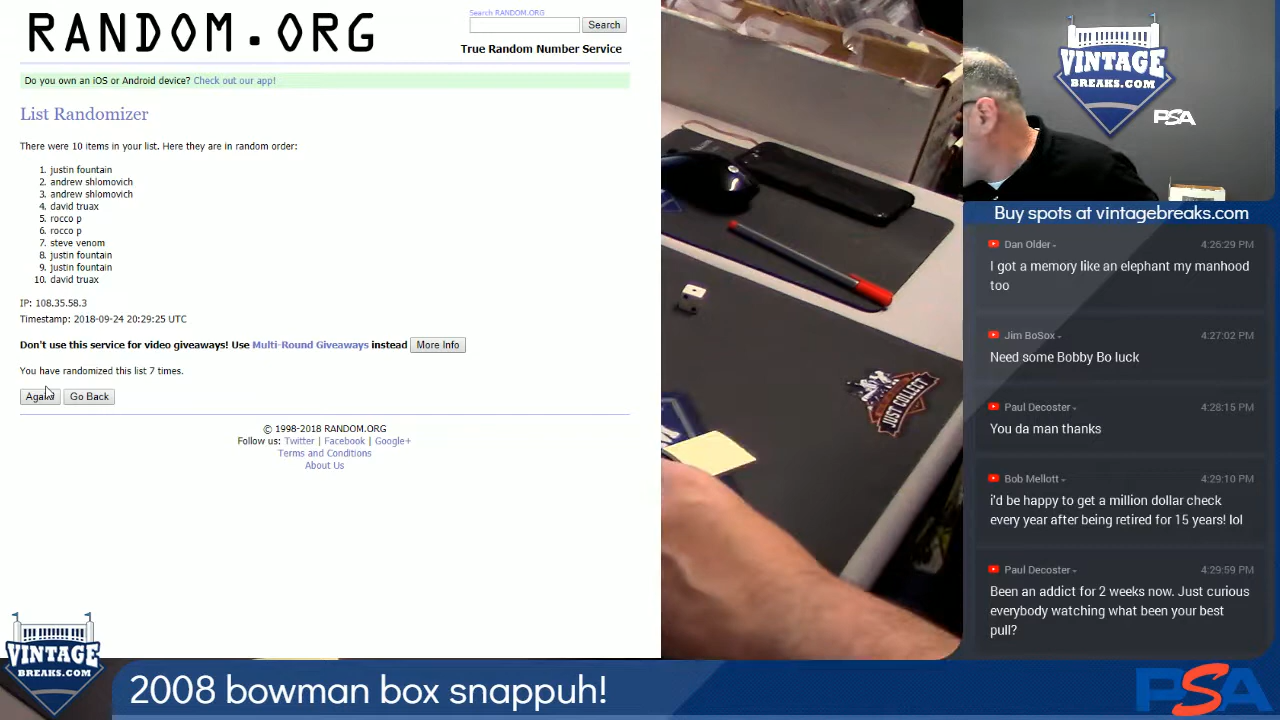 RANDOM.ORG
Search RANDOM.ORG
Search
True Random Number Service
Do you own an iOS or Android device? Check out our app!
List Randomizer
There were 10 items in your list. Here they are in random order:
1. justin fountain
2. andrew shlomovich
3. andrew shlomovich
4. david truax
5. rocco p
6. rocco p
7. steve venom
8. justin fountain
9. justin fountain
10. david truax
IP: 108.35.58.3
Timestamp: 2018-09-24 20:29:25 UTC
Don't use this service for video giveaways! Use Multi-Round Giveaways instead More Info
You have randomized this list 7 times.
Again Go Back
© 1998-2018 RANDOM.ORG
Follow us: Twitter | Facebook | Google+
Terms and Conditions
About Us
JUST COLLECT
VINTAGE
BREAKS.COM
PSA
Buy spots at vintagebreaks.com
Dan Older 4:26:29 PM
I got a memory like an elephant my manhood
too
Jim BoSox 4:27:02 PM
Need some Bobby Bo luck
Paul Decoster 4:28:15 PM
You da man thanks
Bob Mellott 4:29:10 PM
i'd be happy to get a million dollar check
every year after being retired for 15 years! lol
Paul Decoster 4:29:59 PM
Been an addict for 2 weeks now. Just curious
everybody watching what been your best
pull?
VINTAGE
BREAKS.COM
2008 bowman box snappuh!
PSA